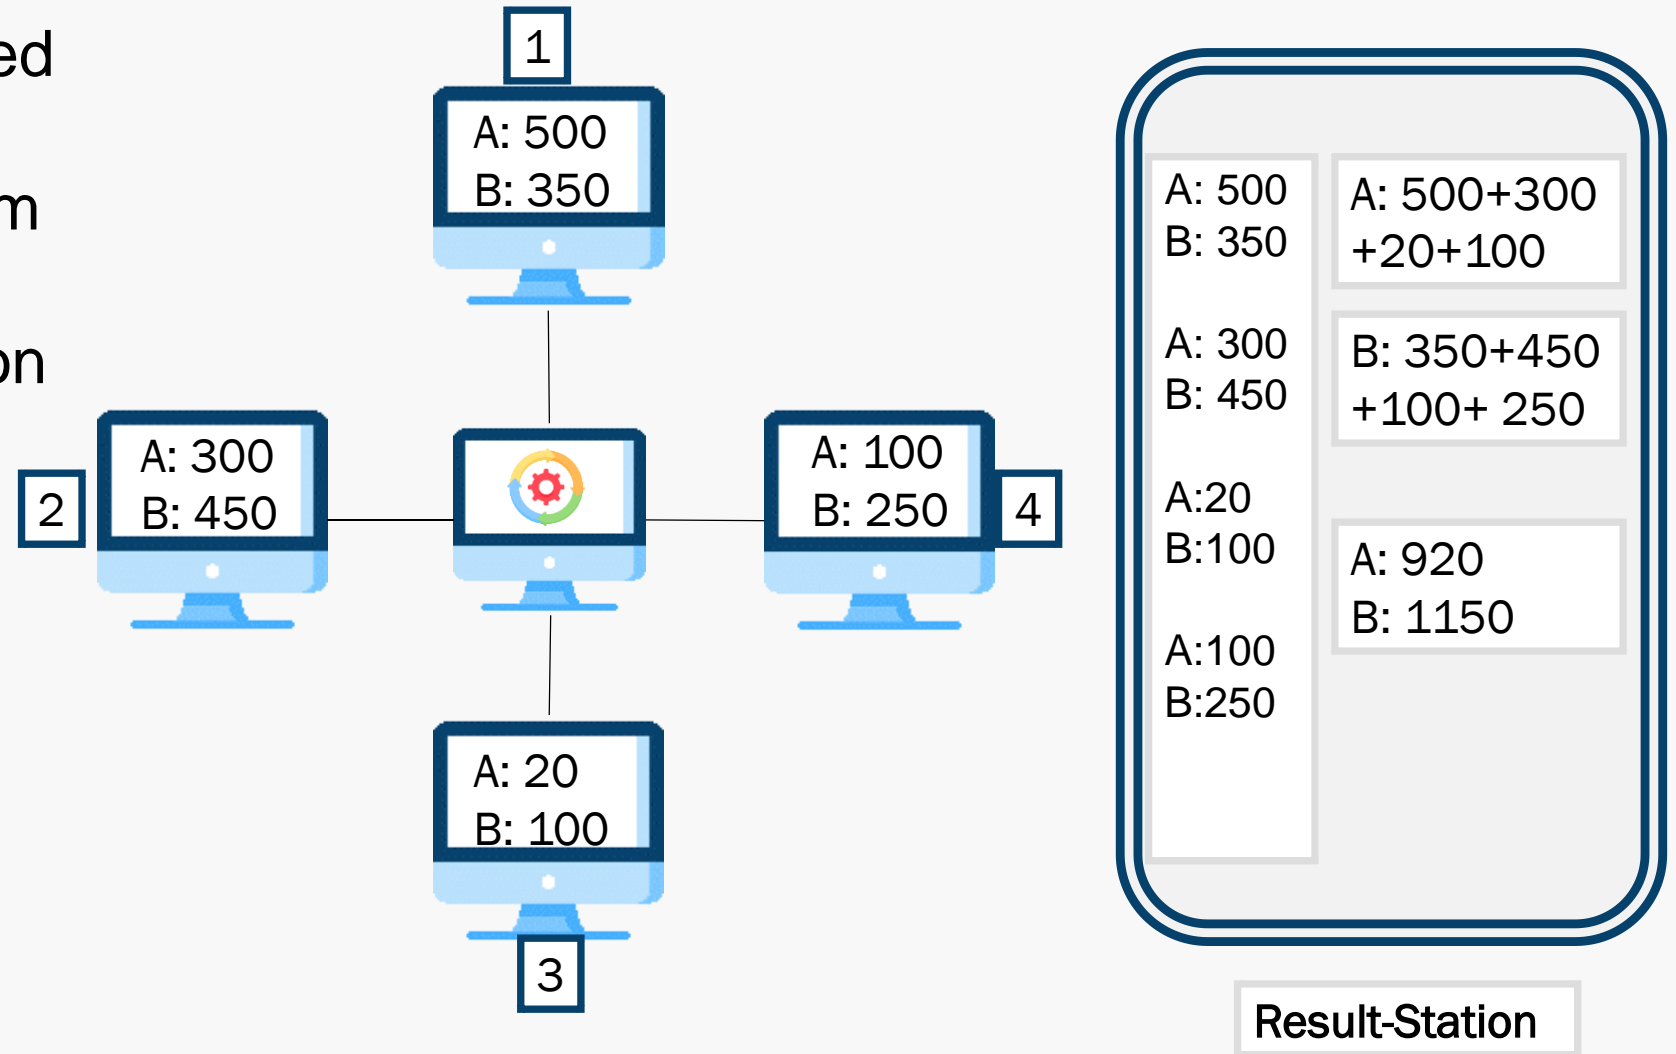 ed
m
on
1
A: 500
B: 350
2
A: 300
B: 450
A: 100
B: 250
4
A: 20
B: 100
3
A: 500
B: 350
A: 300
B: 450
A:20
B:100
A:100
B:250
A: 500+300
+20+100
B: 350+450
+100+ 250
A: 920
B: 1150
Result-Station